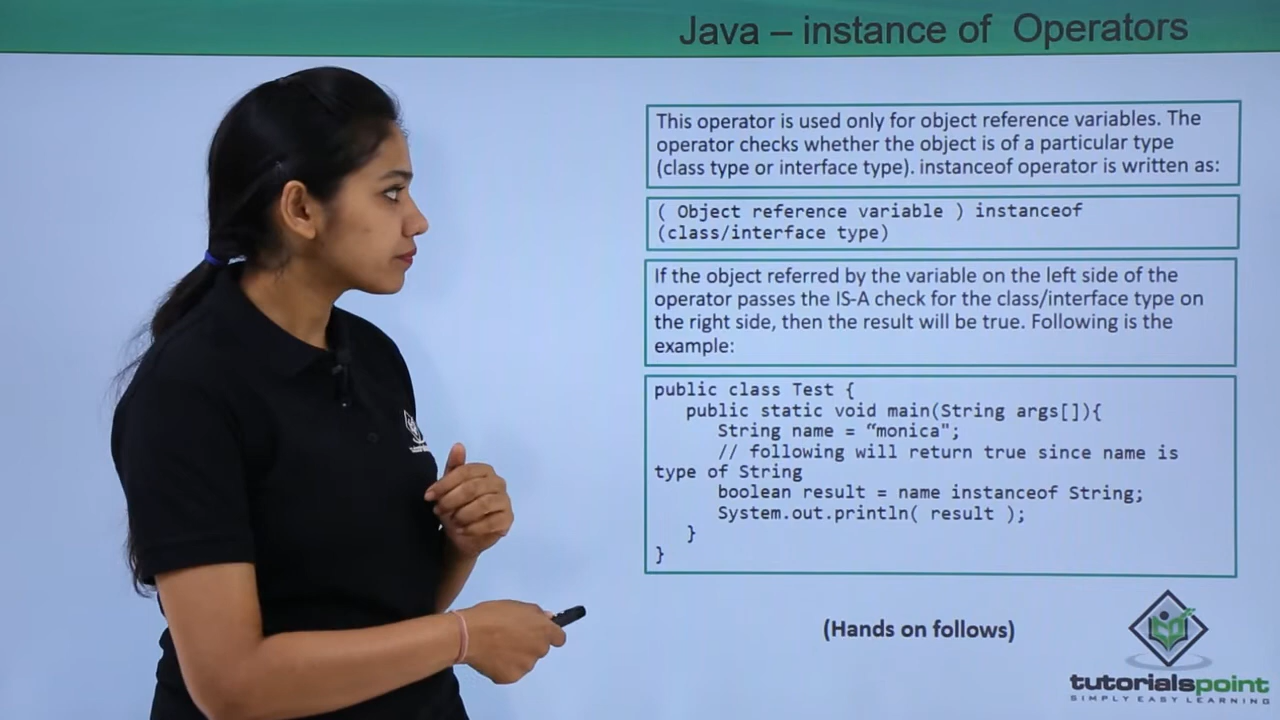 Java – instance of  Operators
This operator is used only for object reference variables. The
operator checks whether the object is of a particular type
(class type or interface type). instanceof operator is written as:
( Object reference variable ) instanceof
(class/interface type)
If the object referred by the variable on the left side of the
operator passes the IS-A check for the class/interface type on
the right side, then the result will be true. Following is the
example:
public class Test {
public static void main(String args[]){
String name = “monica";
// following will return true since name is
type of String
boolean result = name instanceof String;
System.out.println( result );
}
}
(Hands on follows)
tutorialspoint
SIMPLY EASY LEARNING